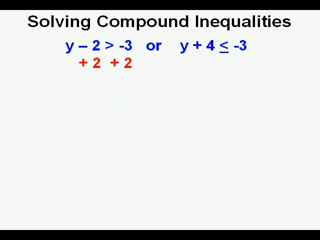 Solving Compound Inequalities
y – 2 > -3 or y + 4 ≤ -3
+ 2 + 2